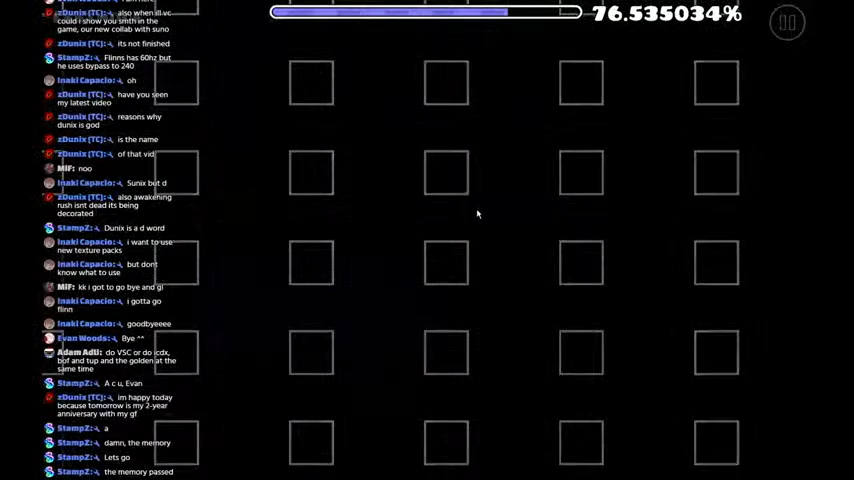 76.535034%
zDunix [TC]: also when ill vc
could i show you smth in the
game, our new collab with suno
zDunix [TC]: its not finished
StampZ: Flinns has 60hz but
he uses bypass to 240
Inaki Capacio: oh
zDunix [TC]: have you seen
my latest video
zDunix [TC]: reasons why
dunix is god
zDunix [TC]: is the name
zDunix [TC]: of that vid
MiF: noo
Inaki Capacio: Sunix but d
zDunix [TC]: also awakening
rush isnt dead its being
decorated
StampZ: Dunix is a d word
Inaki Capacio: i want to use
new texture packs
Inaki Capacio: but dont
know what to use
MiF: kk i got to go bye and gl
Inaki Capacio: i gotta go
flinn
Inaki Capacio: goodbyeeee
Evan Woods: Bye ^^
Adam Adli: do VSC or do icdx,
bof and tup and the golden at the
same time
StampZ: A c u, Evan
zDunix [TC]: im happy today
because tomorrow is my 2-year
anniversary with my gf
StampZ: a
StampZ: damn, the memory
StampZ: Lets go
StampZ: the memory passed